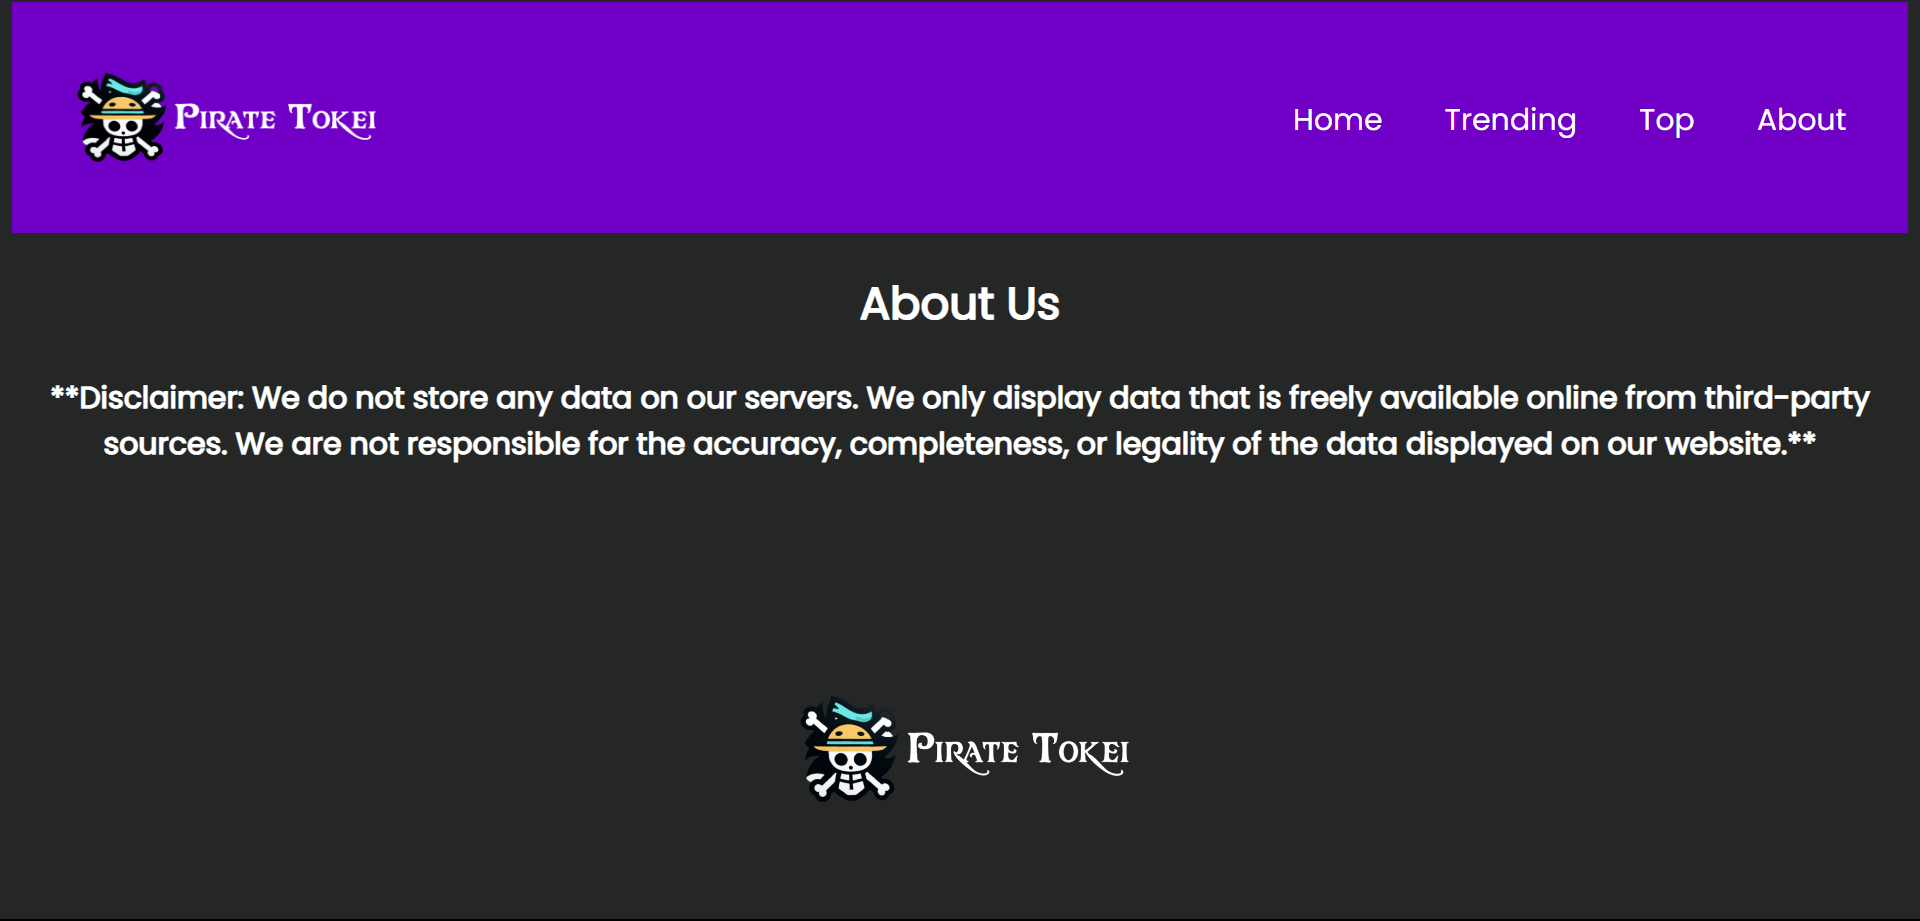 Pirate Tokei
Home Trending Top About
About Us
**Disclaimer: We do not store any data on our servers. We only display data that is freely available online from third-party
sources. We are not responsible for the accuracy, completeness, or legality of the data displayed on our website.**
Pirate Tokei